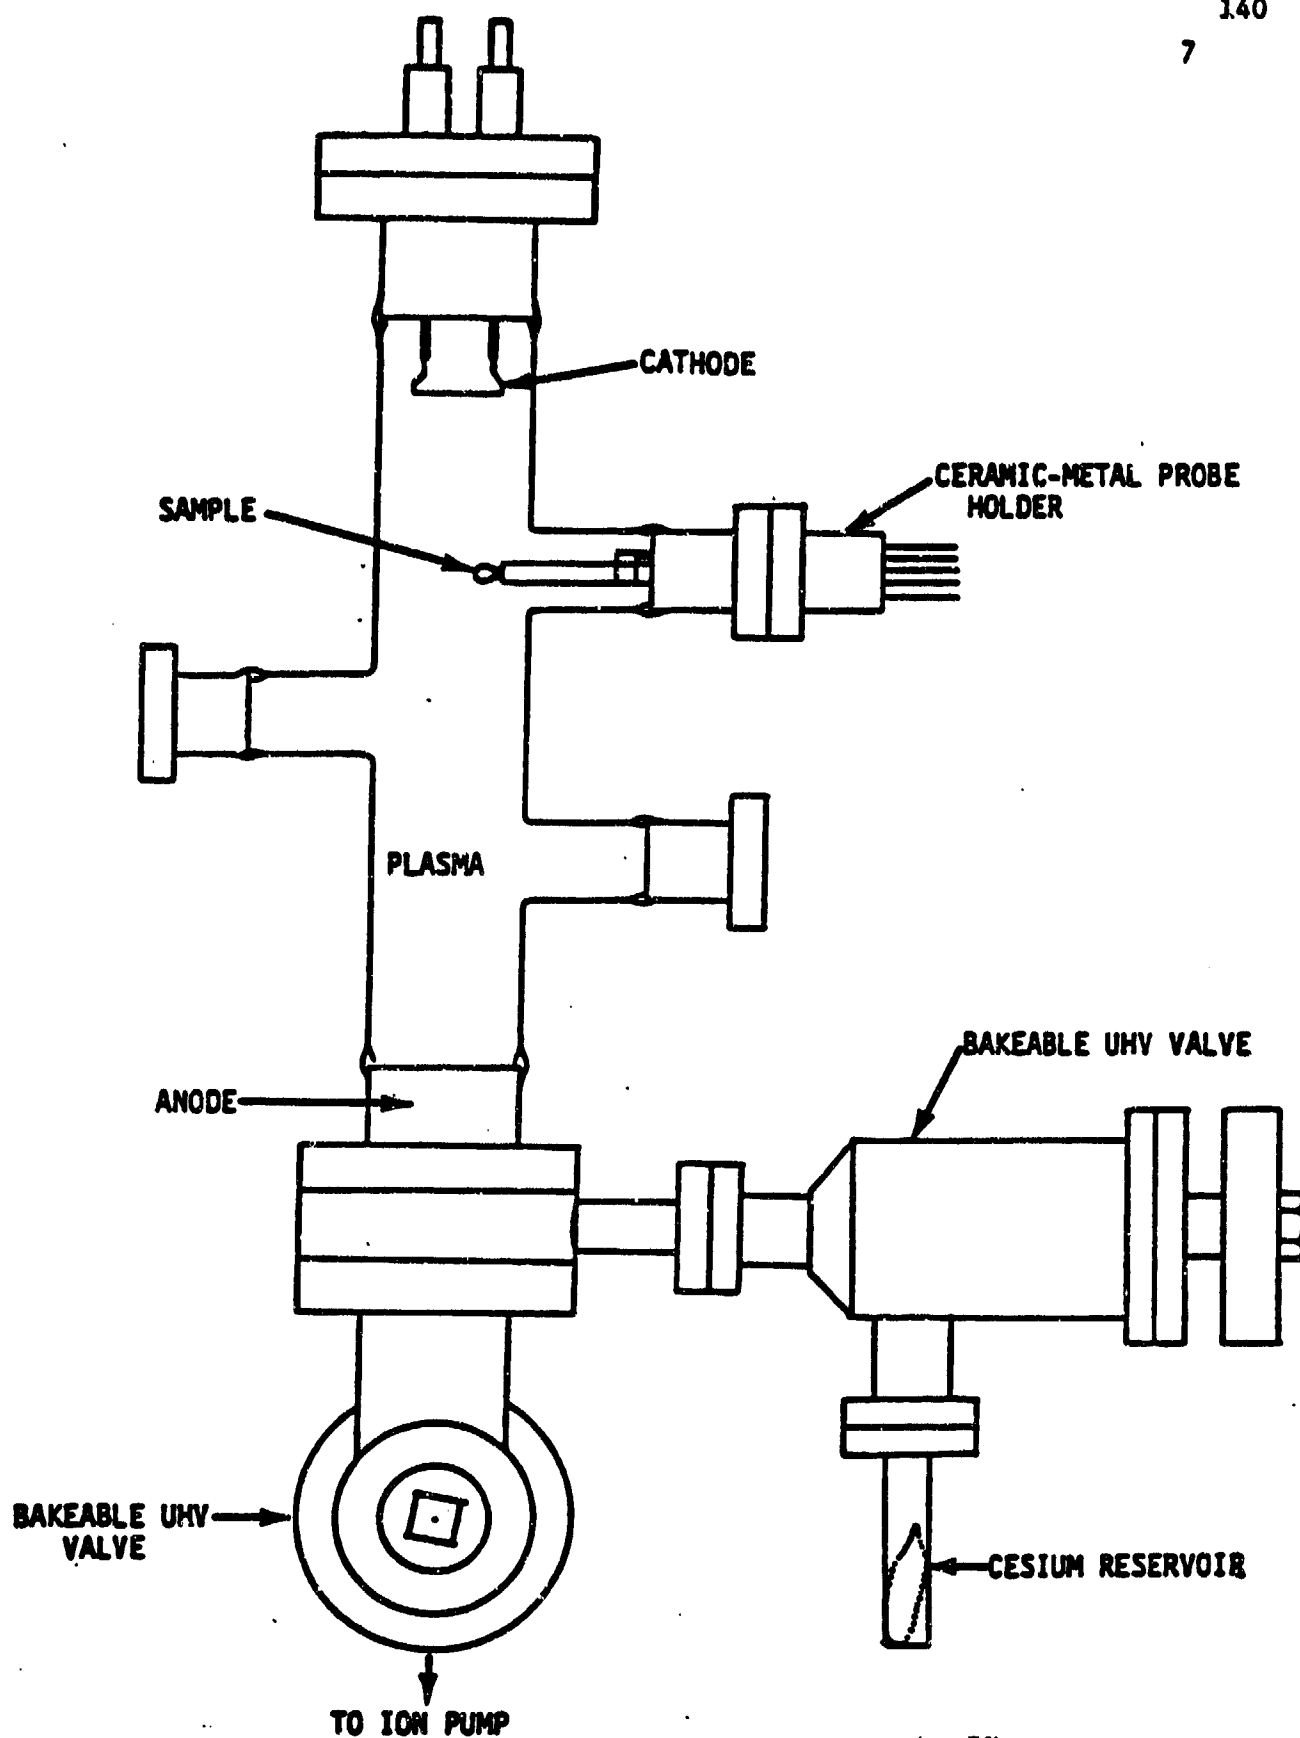 140
7
CATHODE
CERAMIC-METAL PROBE
HOLDER
SAMPLE
PLASMA
BAKEABLE UHV VALVE
ANODE
BAKEABLE UHV
VALVE
CESIUM RESERVOIR
TO ION PUMP